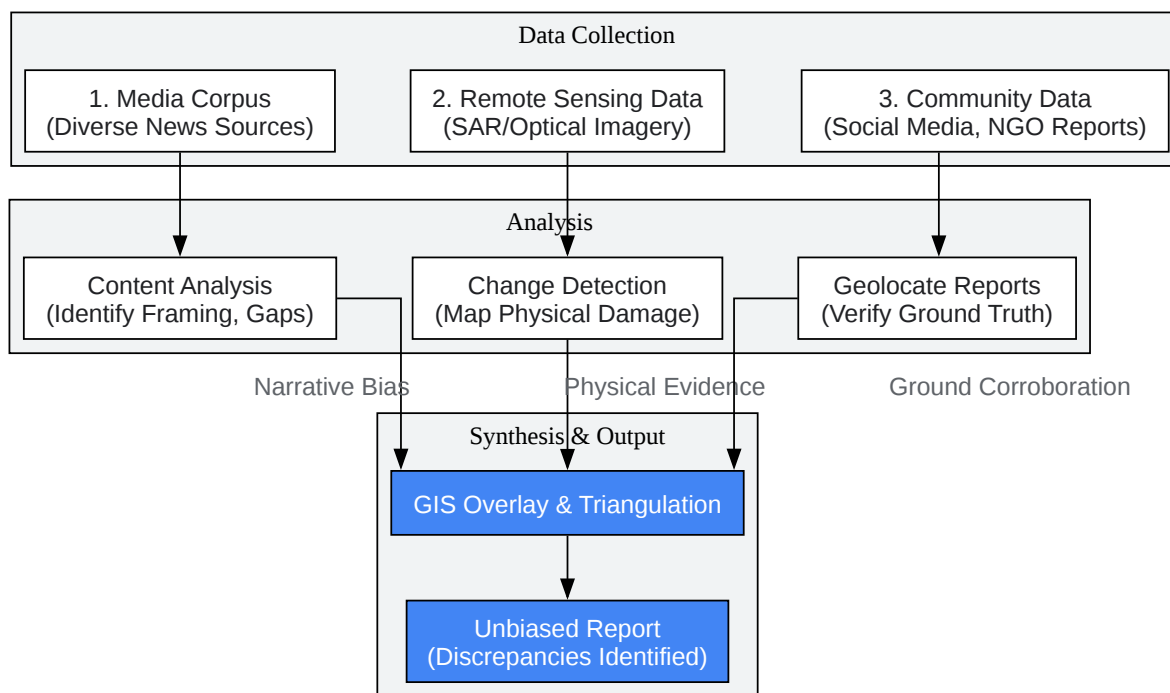 Data Collection
1. Media Corpus
(Diverse News Sources)
2. Remote Sensing Data
(SAR/Optical Imagery)
3. Community Data
(Social Media, NGO Reports)
Analysis
Content Analysis
(Identify Framing, Gaps)
Change Detection
(Map Physical Damage)
Geolocate Reports
(Verify Ground Truth)
Narrative Bias
Physical Evidence
Ground Corroboration
Synthesis & Output
GIS Overlay & Triangulation
Unbiased Report
(Discrepancies Identified)